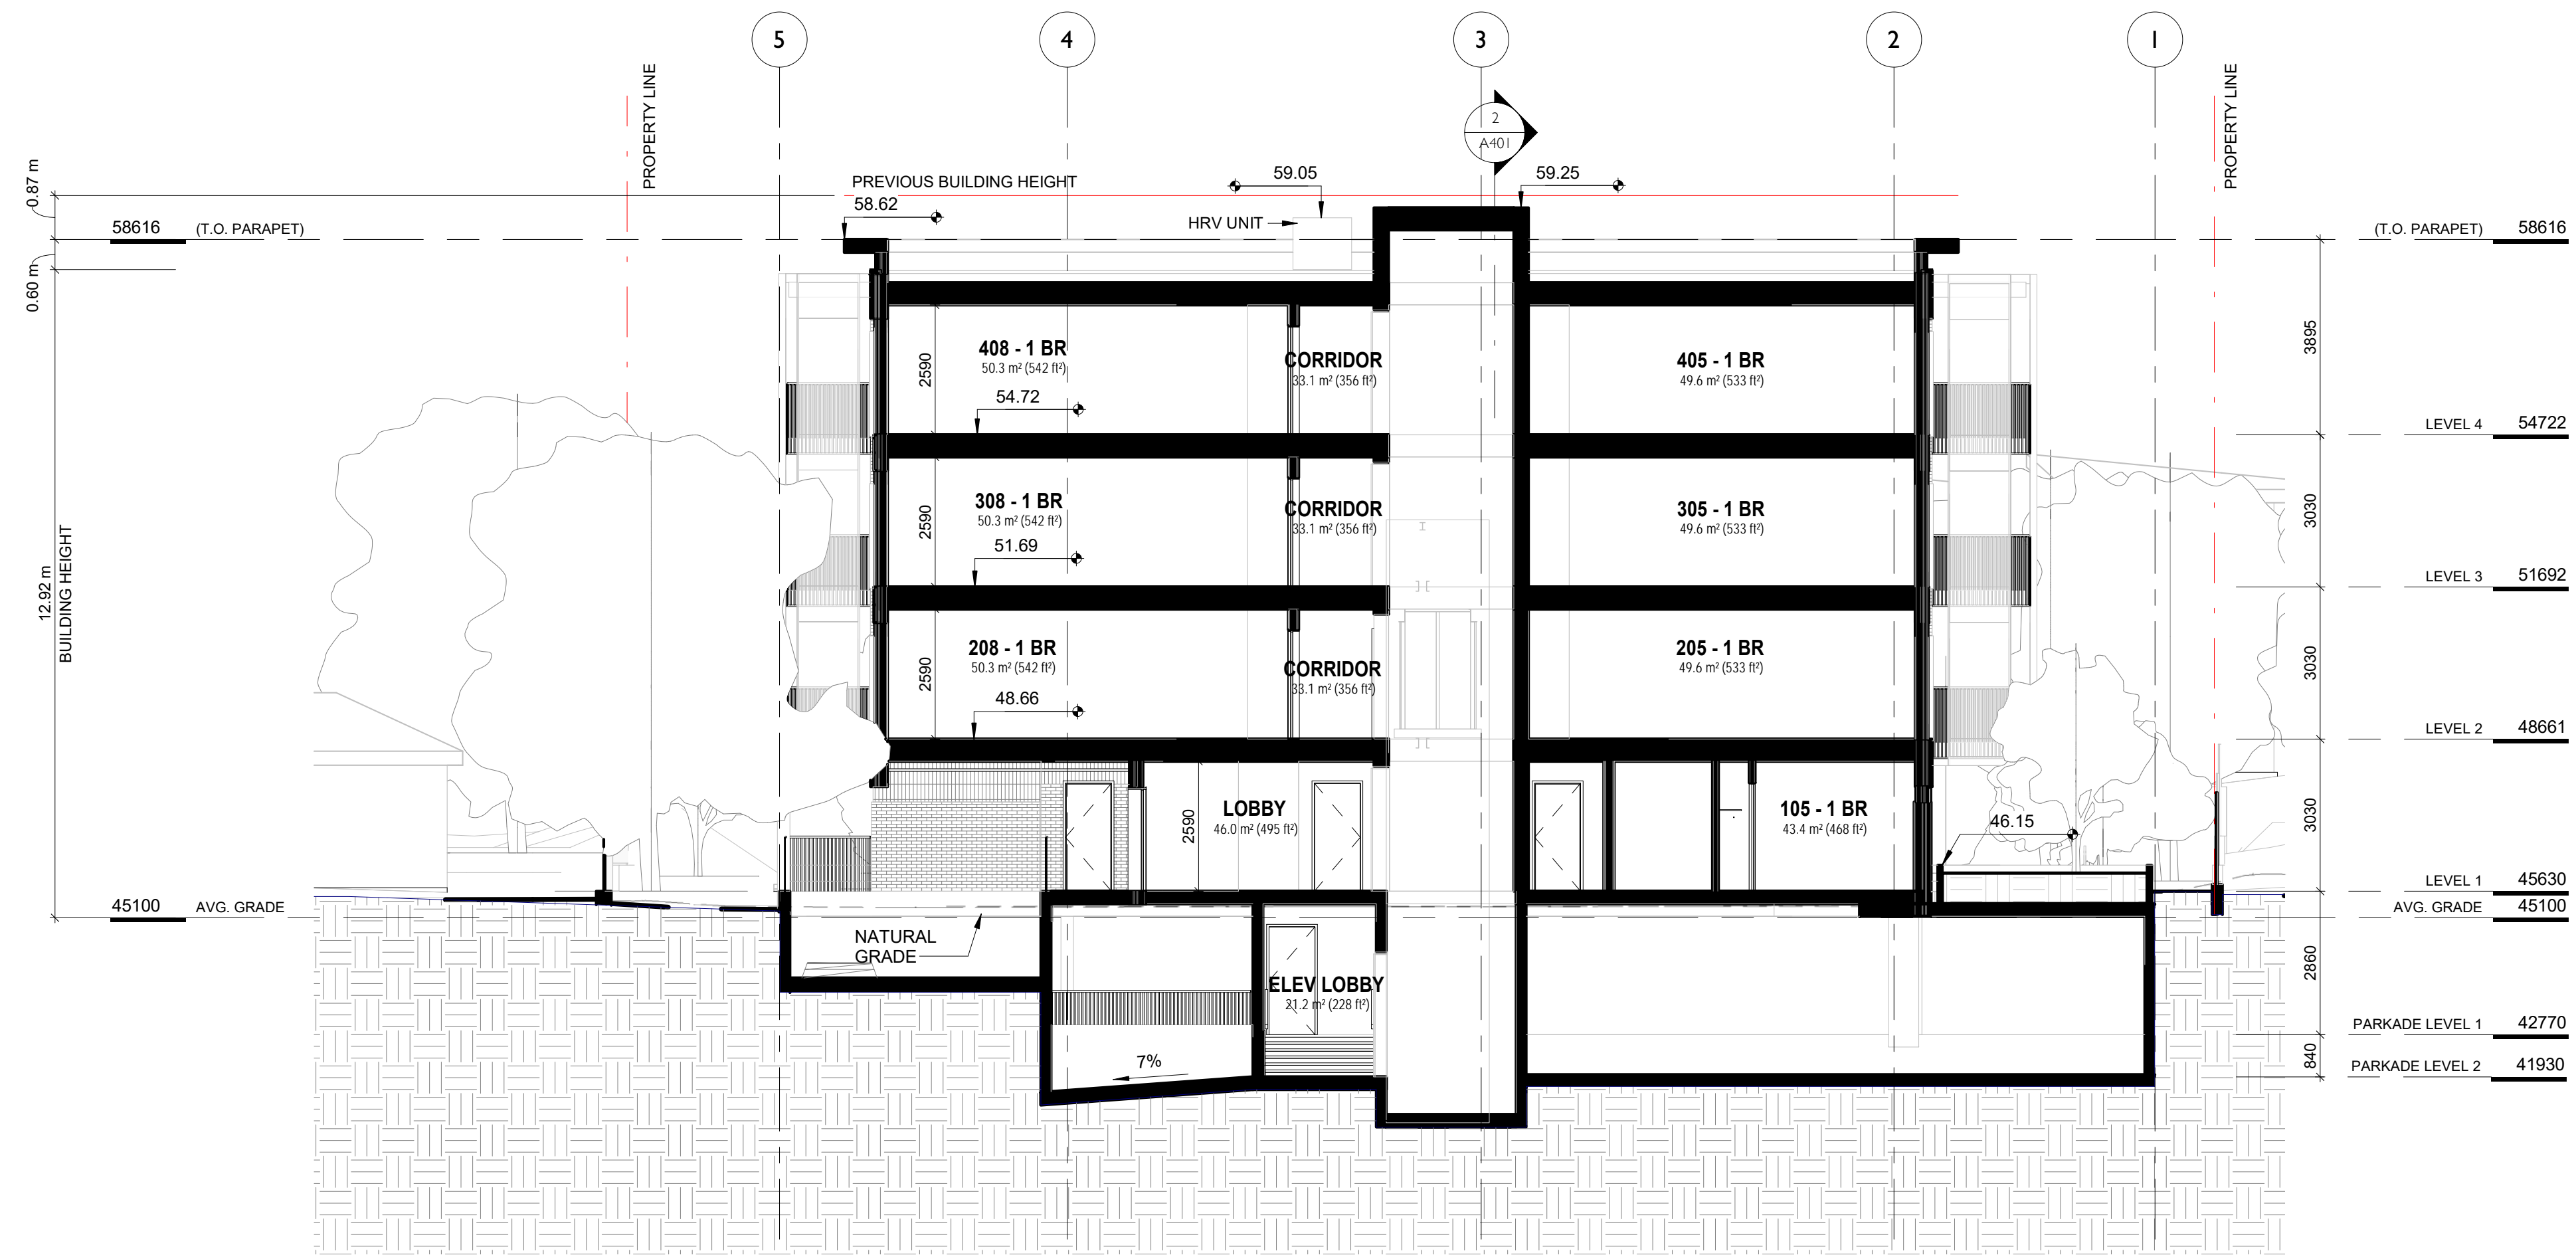 5
4
3
2
1
PROPERTY LINE
PROPERTY LINE
2
A401
0.87 m
PREVIOUS BUILDING HEIGHT
59.05
59.25
58.62
HRV UNIT
58616 (T.O. PARAPET)
(T.O. PARAPET) 58616
0.60 m
12.92 m
BUILDING HEIGHT
408 - 1 BR
50.3 m² (542 ft²)
2590
54.72
CORRIDOR
33.1 m² (356 ft²)
405 - 1 BR
49.6 m² (533 ft²)
3895
LEVEL 4 54722
308 - 1 BR
50.3 m² (542 ft²)
2590
51.69
CORRIDOR
33.1 m² (356 ft²)
305 - 1 BR
49.6 m² (533 ft²)
3030
LEVEL 3 51692
208 - 1 BR
50.3 m² (542 ft²)
2590
48.66
CORRIDOR
33.1 m² (356 ft²)
205 - 1 BR
49.6 m² (533 ft²)
3030
LEVEL 2 48661
LOBBY
46.0 m² (495 ft²)
2590
105 - 1 BR
43.4 m² (468 ft²)
46.15
3030
LEVEL 1 45630
45100 AVG. GRADE
AVG. GRADE 45100
NATURAL
GRADE
ELEV LOBBY
21.2 m² (228 ft²)
7%
2860
PARKADE LEVEL 1 42770
840
PARKADE LEVEL 2 41930